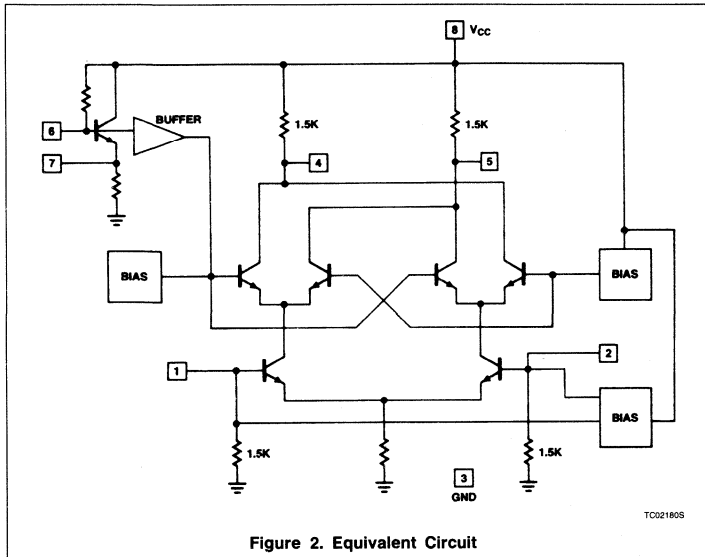 8 VCC
BUFFER
6
1.5K
1.5K
7
4
5
BIAS
BIAS
1
2
BIAS
1.5K
1.5K
3
GND
TC02180S
Figure 2. Equivalent Circuit